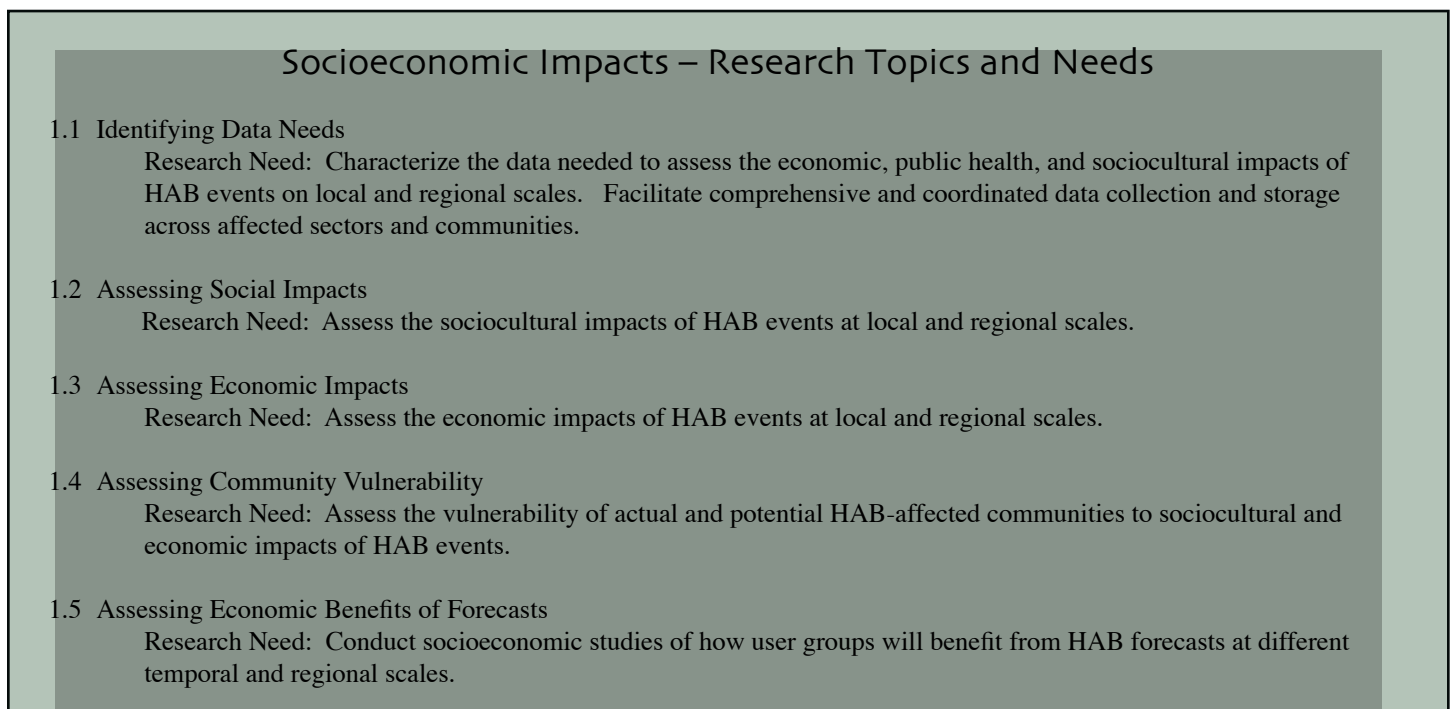 Socioeconomic Impacts – Research Topics and Needs
1.1 Identifying Data Needs
Research Need: Characterize the data needed to assess the economic, public health, and sociocultural impacts of
HAB events on local and regional scales. Facilitate comprehensive and coordinated data collection and storage
across affected sectors and communities.
1.2 Assessing Social Impacts
Research Need: Assess the sociocultural impacts of HAB events at local and regional scales.
1.3 Assessing Economic Impacts
Research Need: Assess the economic impacts of HAB events at local and regional scales.
1.4 Assessing Community Vulnerability
Research Need: Assess the vulnerability of actual and potential HAB-affected communities to sociocultural and
economic impacts of HAB events.
1.5 Assessing Economic Benefits of Forecasts
Research Need: Conduct socioeconomic studies of how user groups will benefit from HAB forecasts at different
temporal and regional scales.